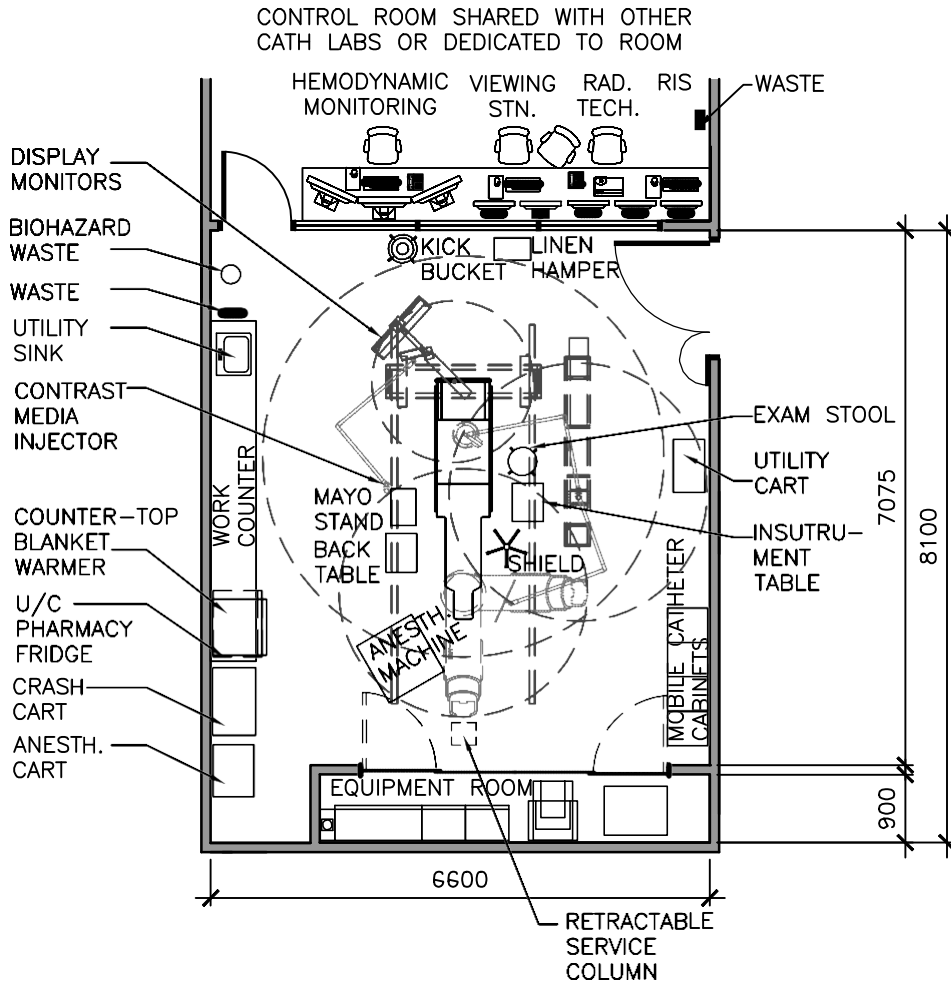 CONTROL ROOM SHARED WITH OTHER
CATH LABS OR DEDICATED TO ROOM
HEMODYNAMIC
MONITORING
VIEWING
STN.
RAD.
TECH.
RIS
WASTE
DISPLAY
MONITORS
BIOHAZARD
WASTE
WASTE
UTILITY
SINK
CONTRAST
MEDIA
INJECTOR
COUNTER-TOP
BLANKET
WARMER
U/C
PHARMACY
FRIDGE
CRASH
CART
ANESTH.
CART
KICK
BUCKET
LINEN
HAMPER
WORK
COUNTER
MAYO
STAND
BACK
TABLE
SHIELD
ANESTH.
MACHINE
EXAM STOOL
UTILITY
CART
INSUTRU-
MENT
TABLE
MOBILE CATHETER
CABINETS
EQUIPMENT ROOM
7075
8100
900
6600
RETRACTABLE
SERVICE
COLUMN